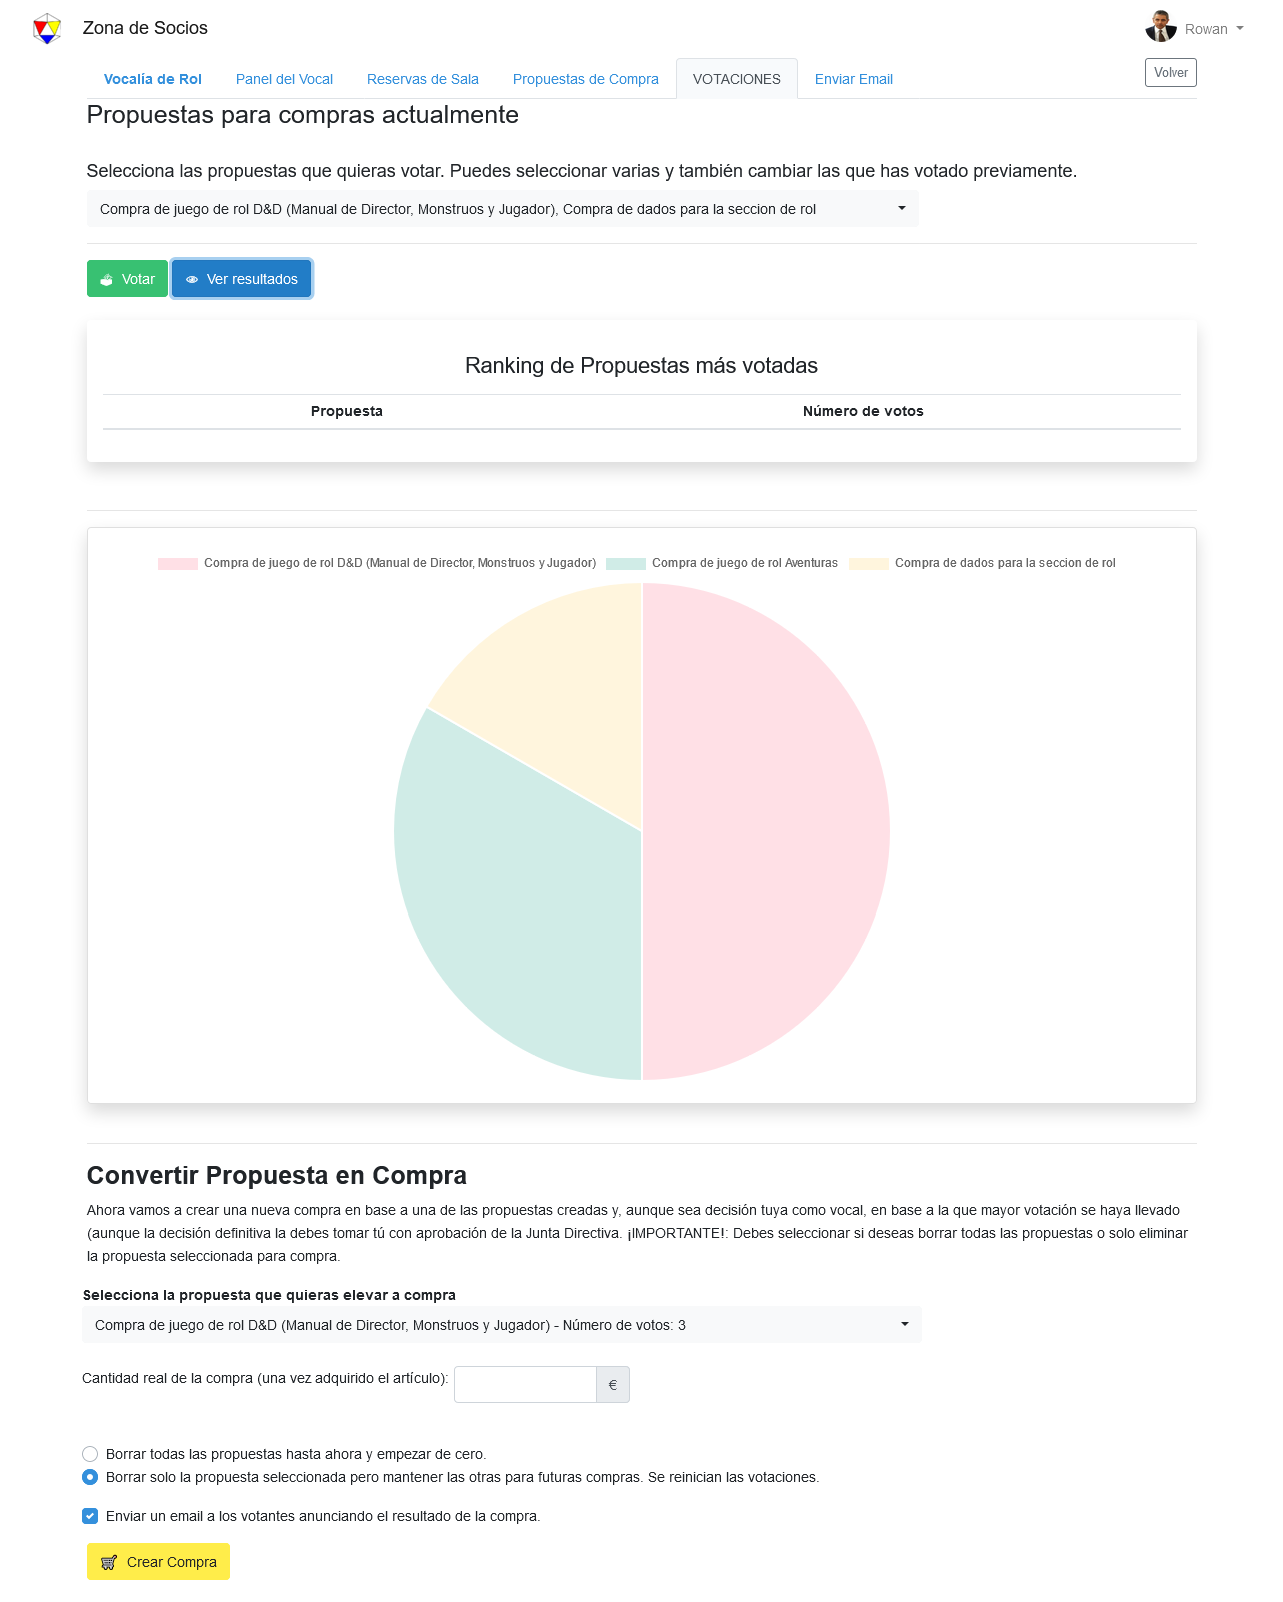 Zona de Socios
Rowan
Vocalía de Rol
Panel del Vocal
Reservas de Sala
Propuestas de Compra
VOTACIONES
Enviar Email
Volver
Propuestas para compras actualmente
Selecciona las propuestas que quieras votar. Puedes seleccionar varias y también cambiar las que has votado previamente.
Compra de juego de rol D&D (Manual de Director, Monstruos y Jugador), Compra de dados para la seccion de rol
Votar
Ver resultados
Ranking de Propuestas más votadas
Propuesta
Número de votos
Compra de juego de rol D&D (Manual de Director, Monstruos y Jugador)
Compra de juego de rol Aventuras
Compra de dados para la seccion de rol
Convertir Propuesta en Compra
Ahora vamos a crear una nueva compra en base a una de las propuestas creadas y, aunque sea decisión tuya como vocal, en base a la que mayor votación se haya llevado
(aunque la decisión definitiva la debes tomar tú con aprobación de la Junta Directiva. ¡IMPORTANTE!: Debes seleccionar si deseas borrar todas las propuestas o solo eliminar
la propuesta seleccionada para compra.
Selecciona la propuesta que quieras elevar a compra
Compra de juego de rol D&D (Manual de Director, Monstruos y Jugador) - Número de votos: 3
Cantidad real de la compra (una vez adquirido el artículo):
€
Borrar todas las propuestas hasta ahora y empezar de cero.
Borrar solo la propuesta seleccionada pero mantener las otras para futuras compras. Se reinician las votaciones.
Enviar un email a los votantes anunciando el resultado de la compra.
Crear Compra